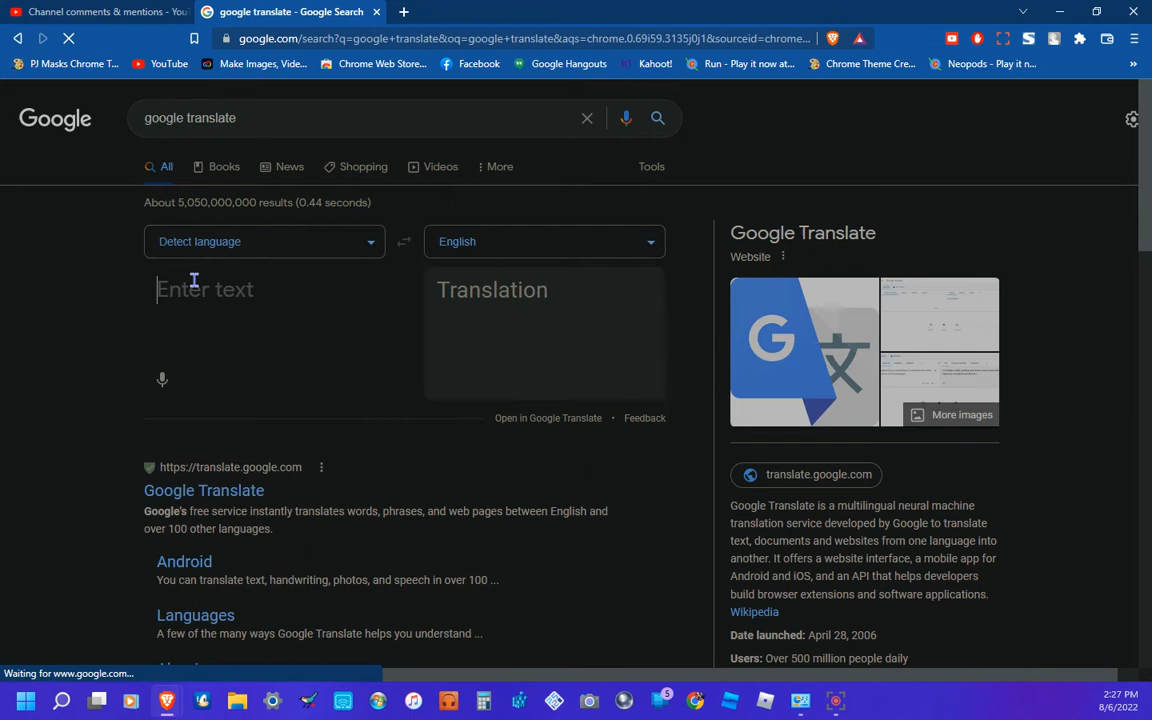 Channel comments & mentions - You
google translate - Google Search
google.com/search?q=google+translate&oq=google+translate&aqs=chrome.0.69i59.3135j0j1&sourceid=chrome...
PJ Masks Chrome T...
YouTube
Make Images, Vide...
Chrome Web Store...
Facebook
Google Hangouts
K! Kahoot!
Run - Play it now at...
Chrome Theme Cre...
Neopods - Play it n...
»
Google
google translate
All
Books
News
Shopping
Videos
More
Tools
About 5,050,000,000 results (0.44 seconds)
Detect language
English
Enter text
Translation
Open in Google Translate • Feedback
https://translate.google.com
Google Translate
Google's free service instantly translates words, phrases, and web pages between English and
over 100 other languages.
Android
You can translate text, handwriting, photos, and speech in over 100 ...
Languages
A few of the many ways Google Translate helps you understand ...
Google Translate
Website
G
文
More images
translate.google.com
Google Translate is a multilingual neural machine
translation service developed by Google to translate
text, documents and websites from one language into
another. It offers a website interface, a mobile app for
Android and iOS, and an API that helps developers
build browser extensions and software applications.
Wikipedia
Date launched: April 28, 2006
Users: Over 500 million people daily
Waiting for www.google.com...
5
2:27 PM
8/6/2022